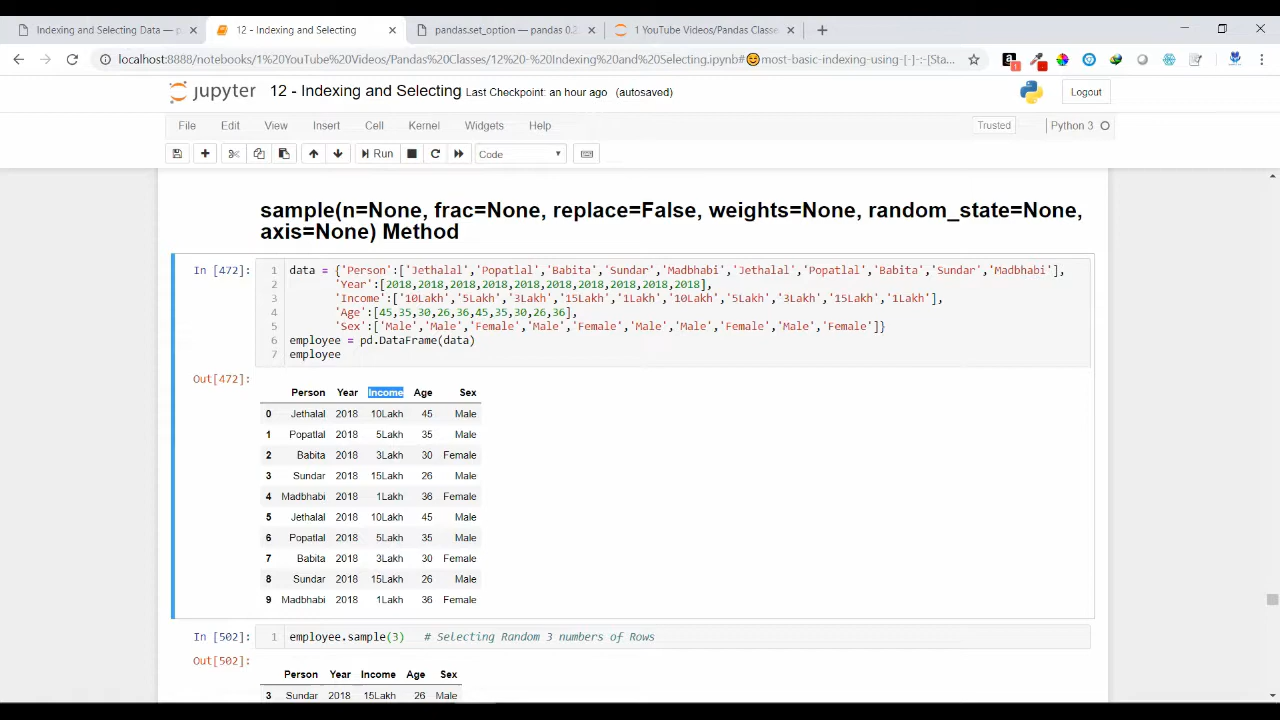 Indexing and Selecting Data — p
12 - Indexing and Selecting
pandas.set_option — pandas 0.2
1 YouTube Videos/Pandas Classe
localhost:8888/notebooks/1%20YouTube%20Videos/Pandas%20Classes/12%20-%20Indexing%20and%20Selecting.ipynb#😊most-basic-indexing-using-[-]-:-[Sta...
jupyter 12 - Indexing and Selecting Last Checkpoint: an hour ago (autosaved)
Logout
File Edit View Insert Cell Kernel Widgets Help
Trusted Python 3
Run Code
sample(n=None, frac=None, replace=False, weights=None, random_state=None,
axis=None) Method
In [472]:
1 data = {'Person':['Jethalal','Popatlal','Babita','Sundar','Madbhabi','Jethalal','Popatlal','Babita','Sundar','Madbhabi'],
2 'Year':[2018,2018,2018,2018,2018,2018,2018,2018,2018,2018],
3 'Income':['10Lakh','5Lakh','3Lakh','15Lakh','1Lakh','10Lakh','5Lakh','3Lakh','15Lakh','1Lakh'],
4 'Age':[45,35,30,26,36,45,35,30,26,36],
5 'Sex':['Male','Male','Female','Male','Female','Male','Male','Female','Male','Female']}
6 employee = pd.DataFrame(data)
7 employee
Out[472]:
Person Year Income Age Sex
0 Jethalal 2018 10Lakh 45 Male
1 Popatlal 2018 5Lakh 35 Male
2 Babita 2018 3Lakh 30 Female
3 Sundar 2018 15Lakh 26 Male
4 Madbhabi 2018 1Lakh 36 Female
5 Jethalal 2018 10Lakh 45 Male
6 Popatlal 2018 5Lakh 35 Male
7 Babita 2018 3Lakh 30 Female
8 Sundar 2018 15Lakh 26 Male
9 Madbhabi 2018 1Lakh 36 Female
In [502]: 1 employee.sample(3) # Selecting Random 3 numbers of Rows
Out[502]:
Person Year Income Age Sex
3 Sundar 2018 15Lakh 26 Male